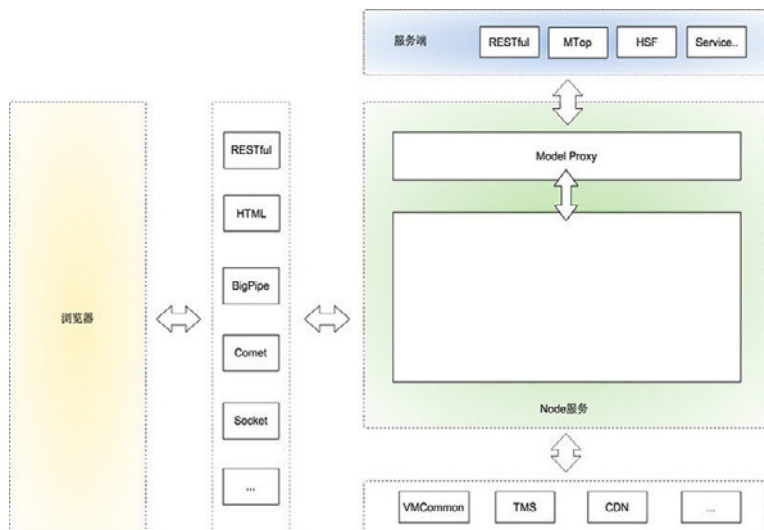 服务端
RESTful
MTop
HSF
Service..
RESTful
HTML
BigPipe
Comet
Socket
...
浏览器
Model Proxy
Node服务
VMCommon
TMS
CDN
...